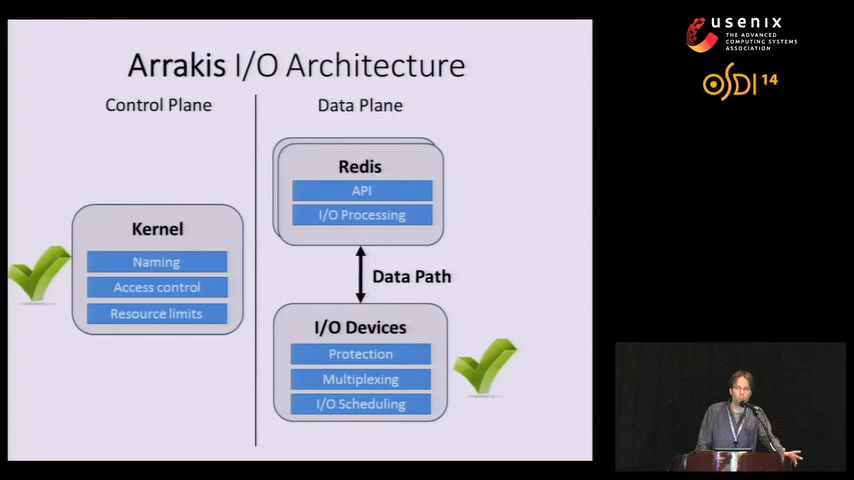 Arrakis I/O Architecture
Control Plane
Data Plane
Kernel
Naming
Access control
Resource limits
Redis
API
I/O Processing
Data Path
I/O Devices
Protection
Multiplexing
I/O Scheduling
usenix
THE ADVANCED
COMPUTING SYSTEMS
ASSOCIATION
OSDI 14